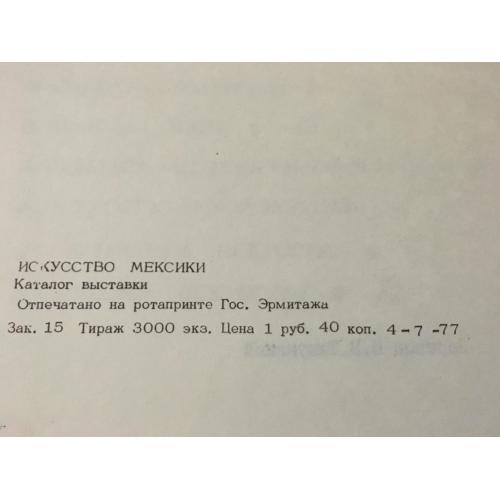 ИСКУССТВО МЕКСИКИ
Каталог выставки
Отпечатано на ротапринте Гос. Эрмитажа
Зак. 15 Тираж 3000 экз. Цена 1 руб. 40 коп. 4-7-77